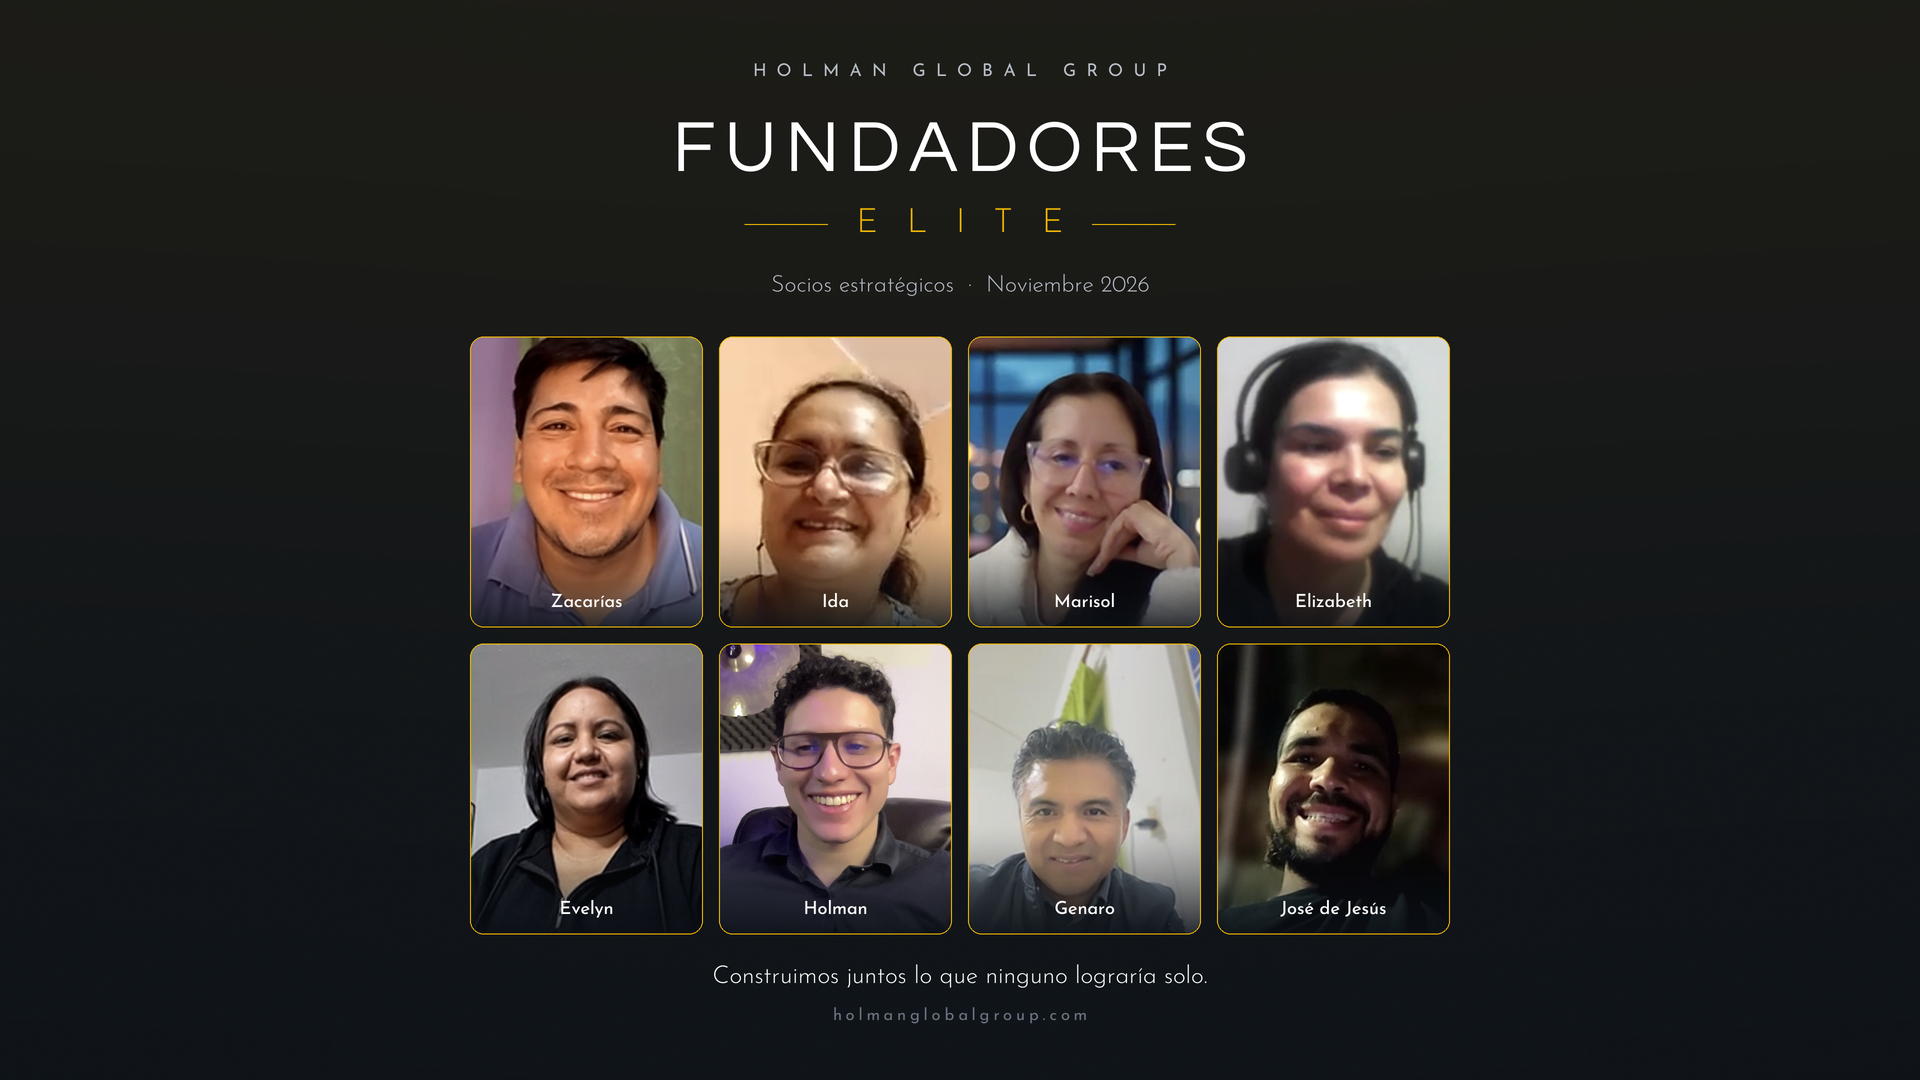 HOLMAN GLOBAL GROUP
FUNDADORES
ELITE
Socios estratégicos · Noviembre 2026
Zacarías
Ida
Marisol
Elizabeth
Evelyn
Holman
Genaro
José de Jesús
Construimos juntos lo que ninguno lograría solo.
holmanglobalgroup.com